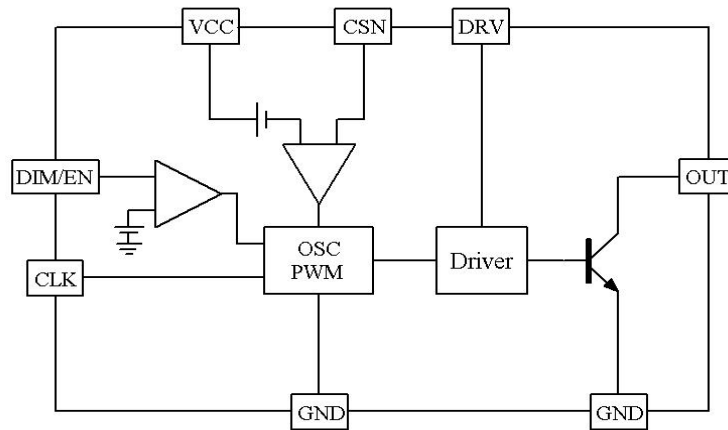 VCC
CSN
DRV
DIM/EN
OUT
CLK
OSC
PWM
Driver
GND
GND